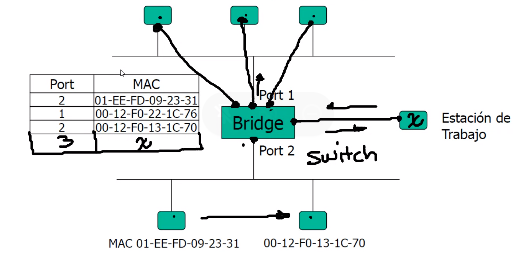 Port MAC
2 01-EE-FD-09-23-31
1 00-12-F0-22-1C-76
2 00-12-F0-13-1C-70
3 x
Port 1
Bridge
Port 2
switch
x
Estación de
Trabajo
MAC 01-EE-FD-09-23-31
00-12-F0-13-1C-70